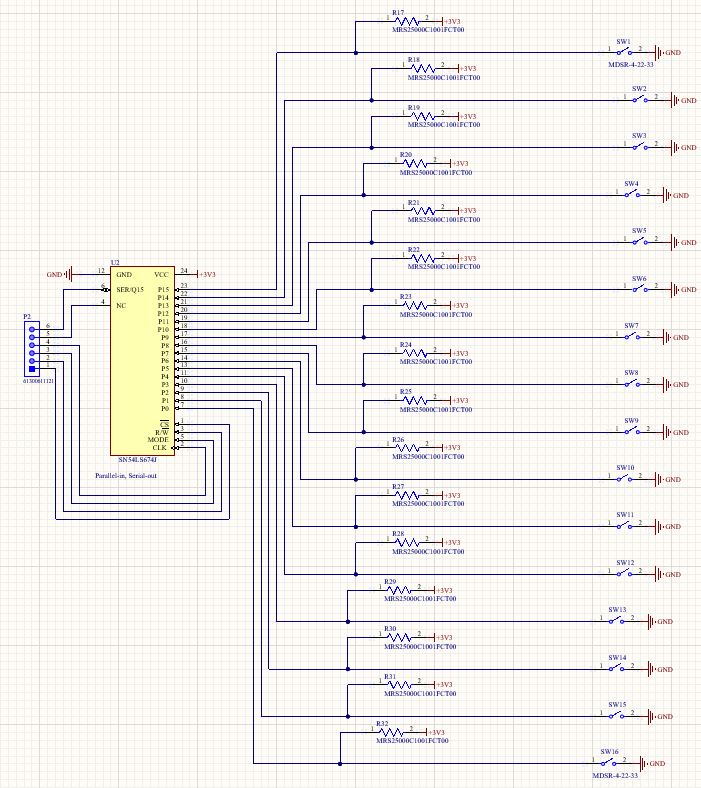 R17
1 2 +3V3
MRS25000C1001FCT00
SW1
1 2 GND
MDSR-4-22-33
R18
1 2 +3V3
MRS25000C1001FCT00
SW2
1 2 GND
R19
1 2 +3V3
MRS25000C1001FCT00
SW3
1 2 GND
R20
1 2 +3V3
MRS25000C1001FCT00
SW4
1 2 GND
R21
1 2 +3V3
MRS25000C1001FCT00
SW5
1 2 GND
R22
1 2 +3V3
MRS25000C1001FCT00
SW6
1 2 GND
R23
1 2 +3V3
MRS25000C1001FCT00
SW7
1 2 GND
R24
1 2 +3V3
MRS25000C1001FCT00
SW8
1 2 GND
R25
1 2 +3V3
MRS25000C1001FCT00
SW9
1 2 GND
R26
1 2 +3V3
MRS25000C1001FCT00
SW10
1 2 GND
R27
1 2 +3V3
MRS25000C1001FCT00
SW11
1 2 GND
R28
1 2 +3V3
MRS25000C1001FCT00
SW12
1 2 GND
R29
1 2 +3V3
MRS25000C1001FCT00
SW13
1 2 GND
R30
1 2 +3V3
MRS25000C1001FCT00
SW14
1 2 GND
R31
1 2 +3V3
MRS25000C1001FCT00
SW15
1 2 GND
R32
1 2 +3V3
MRS25000C1001FCT00
SW16
1 2 GND
MDSR-4-22-33
U2
GND 12 GND VCC 24 +3V3
6 SER/Q15 P15 23
P14 22
4 NC P13 21
P12 20
P11 19
P10 18
P9 17
P8 16
P7 15
P6 14
P5 13
P4 11
P3 10
P2 9
P1 8
P0 7
CS 1
R/W 3
MODE 5
CLK 2
SN54LS674J
Parallel-in, Serial-out
P2
6
5
4
3
2
1
61300611121